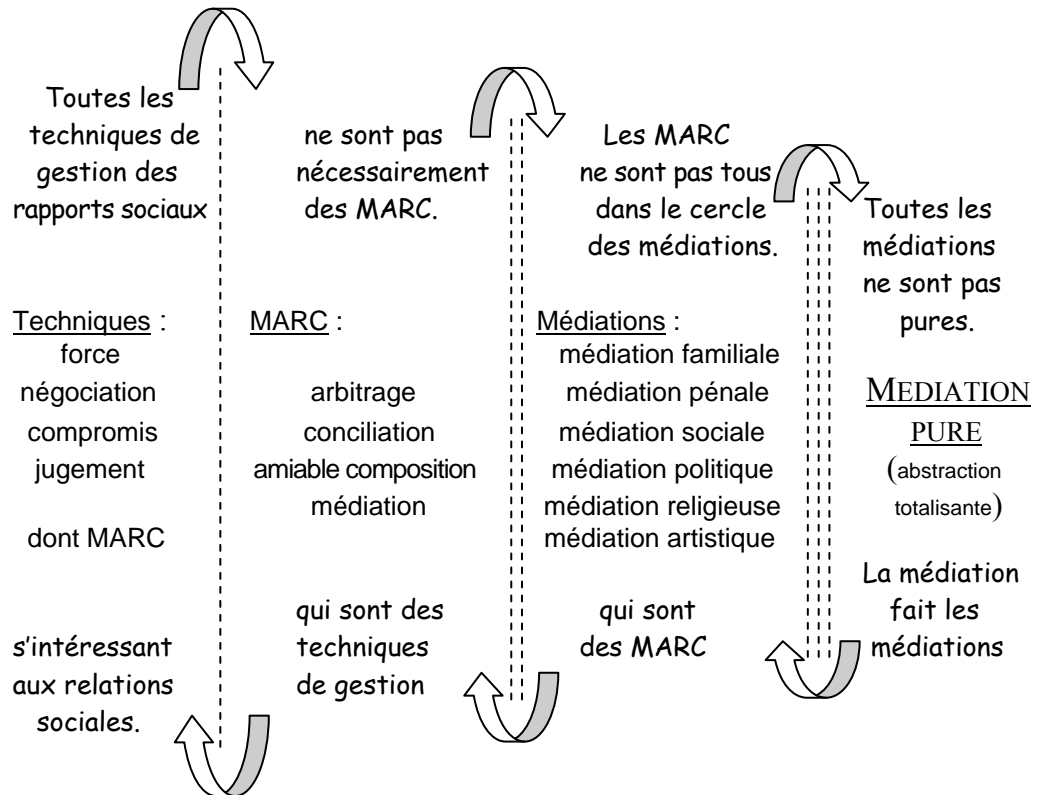 Toutes les
techniques de
gestion des
rapports sociaux
ne sont pas
nécessairement
des MARC.
Les MARC
ne sont pas tous
dans le cercle
des médiations.
Toutes les
médiations
ne sont pas
pures.
Techniques :
force
négociation
compromis
jugement
dont MARC
MARC :
arbitrage
conciliation
amiable composition
médiation
Médiations :
médiation familiale
médiation pénale
médiation sociale
médiation politique
médiation religieuse
médiation artistique
MEDIATION
PURE
(abstraction
totalisante)
s'intéressant
aux relations
sociales.
qui sont des
techniques
de gestion
qui sont
des MARC
La médiation
fait les
médiations